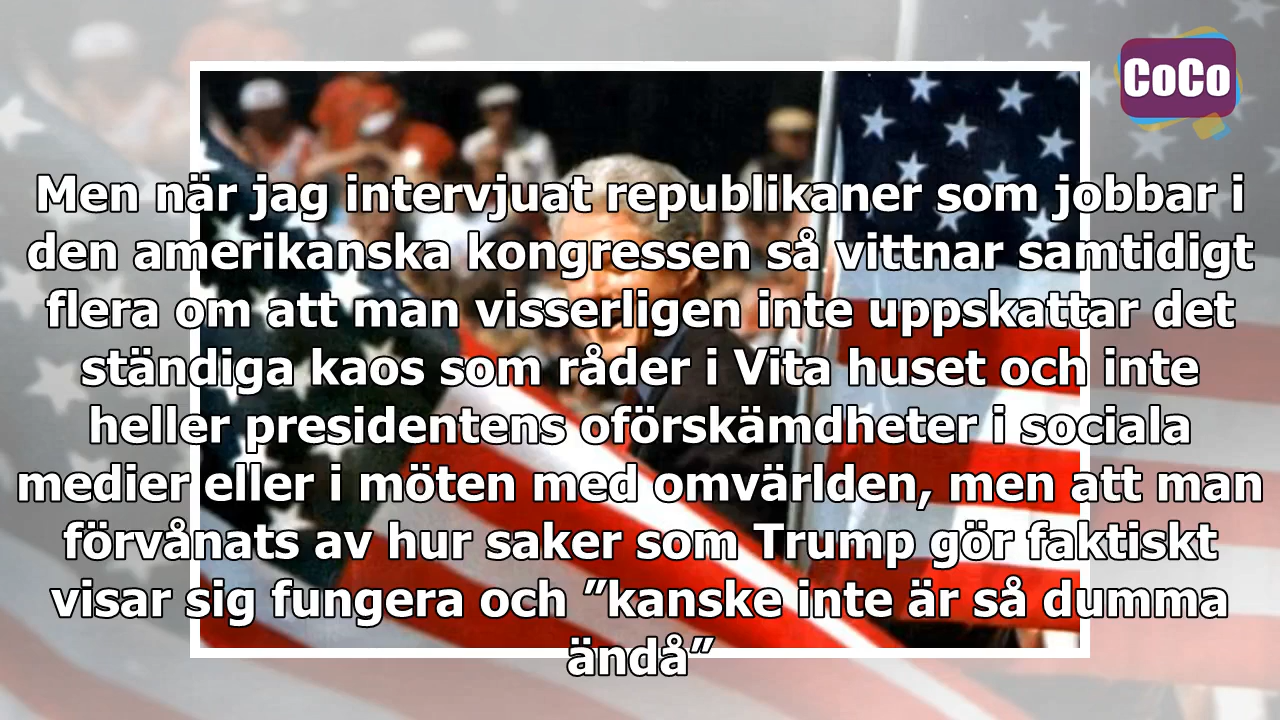 CoCo
Men när jag intervjuat republikaner som jobbar i
den amerikanska kongressen så vittnar samtidigt
flera om att man visserligen inte uppskattar det
ständiga kaos som råder i Vita huset och inte
heller presidentens oförskämdheter i sociala
medier eller i möten med omvärlden, men att man
förvånats av hur saker som Trump gör faktiskt
visar sig fungera och ”kanske inte är så dumma
ändå”